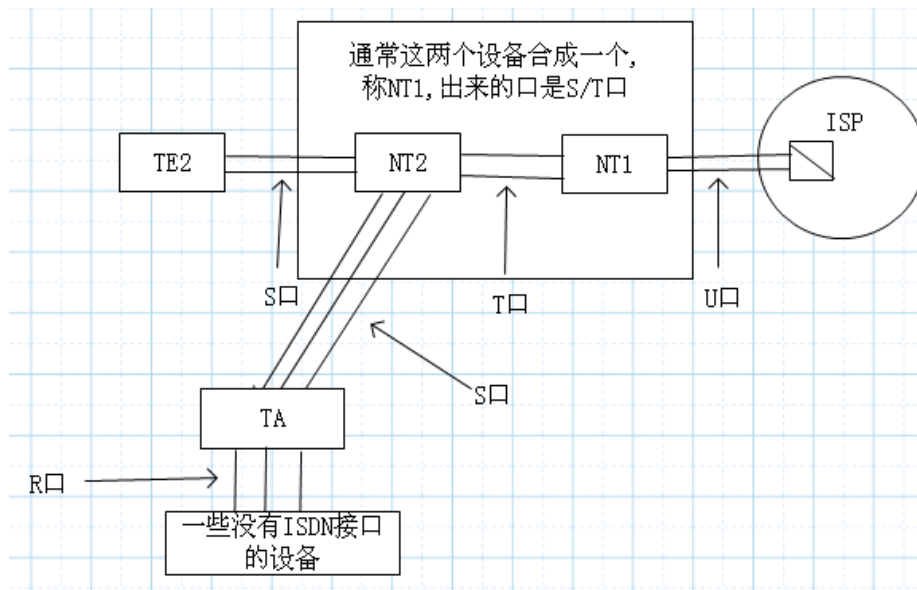 通常这两个设备合成一个,
称NT1,出来的口是S/T口
ISP
TE2
NT2
NT1
S口
T口
U口
S口
TA
R口
一些没有ISDN接口
的设备